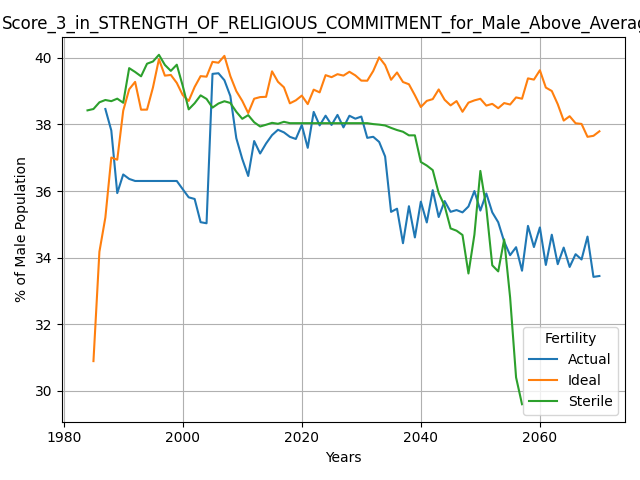 Score_3_in_STRENGTH_OF_RELIGIOUS_COMMITMENT_for_Male_Above_Averag
% of Male Population
40
38
36
34
32
30
1980
2000
2020
2040
2060
Years
Fertility
Actual
Ideal
Sterile